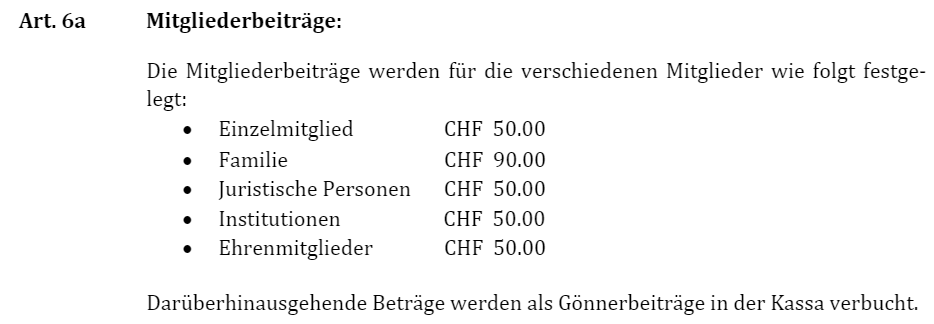 Art. 6a Mitgliederbeiträge:
Die Mitgliederbeiträge werden für die verschiedenen Mitglieder wie folgt festge-
legt:
• Einzelmitglied CHF 50.00
• Familie CHF 90.00
• Juristische Personen CHF 50.00
• Institutionen CHF 50.00
• Ehrenmitglieder CHF 50.00
Darüberhinausgehende Beträge werden als Gönnerbeiträge in der Kassa verbucht.